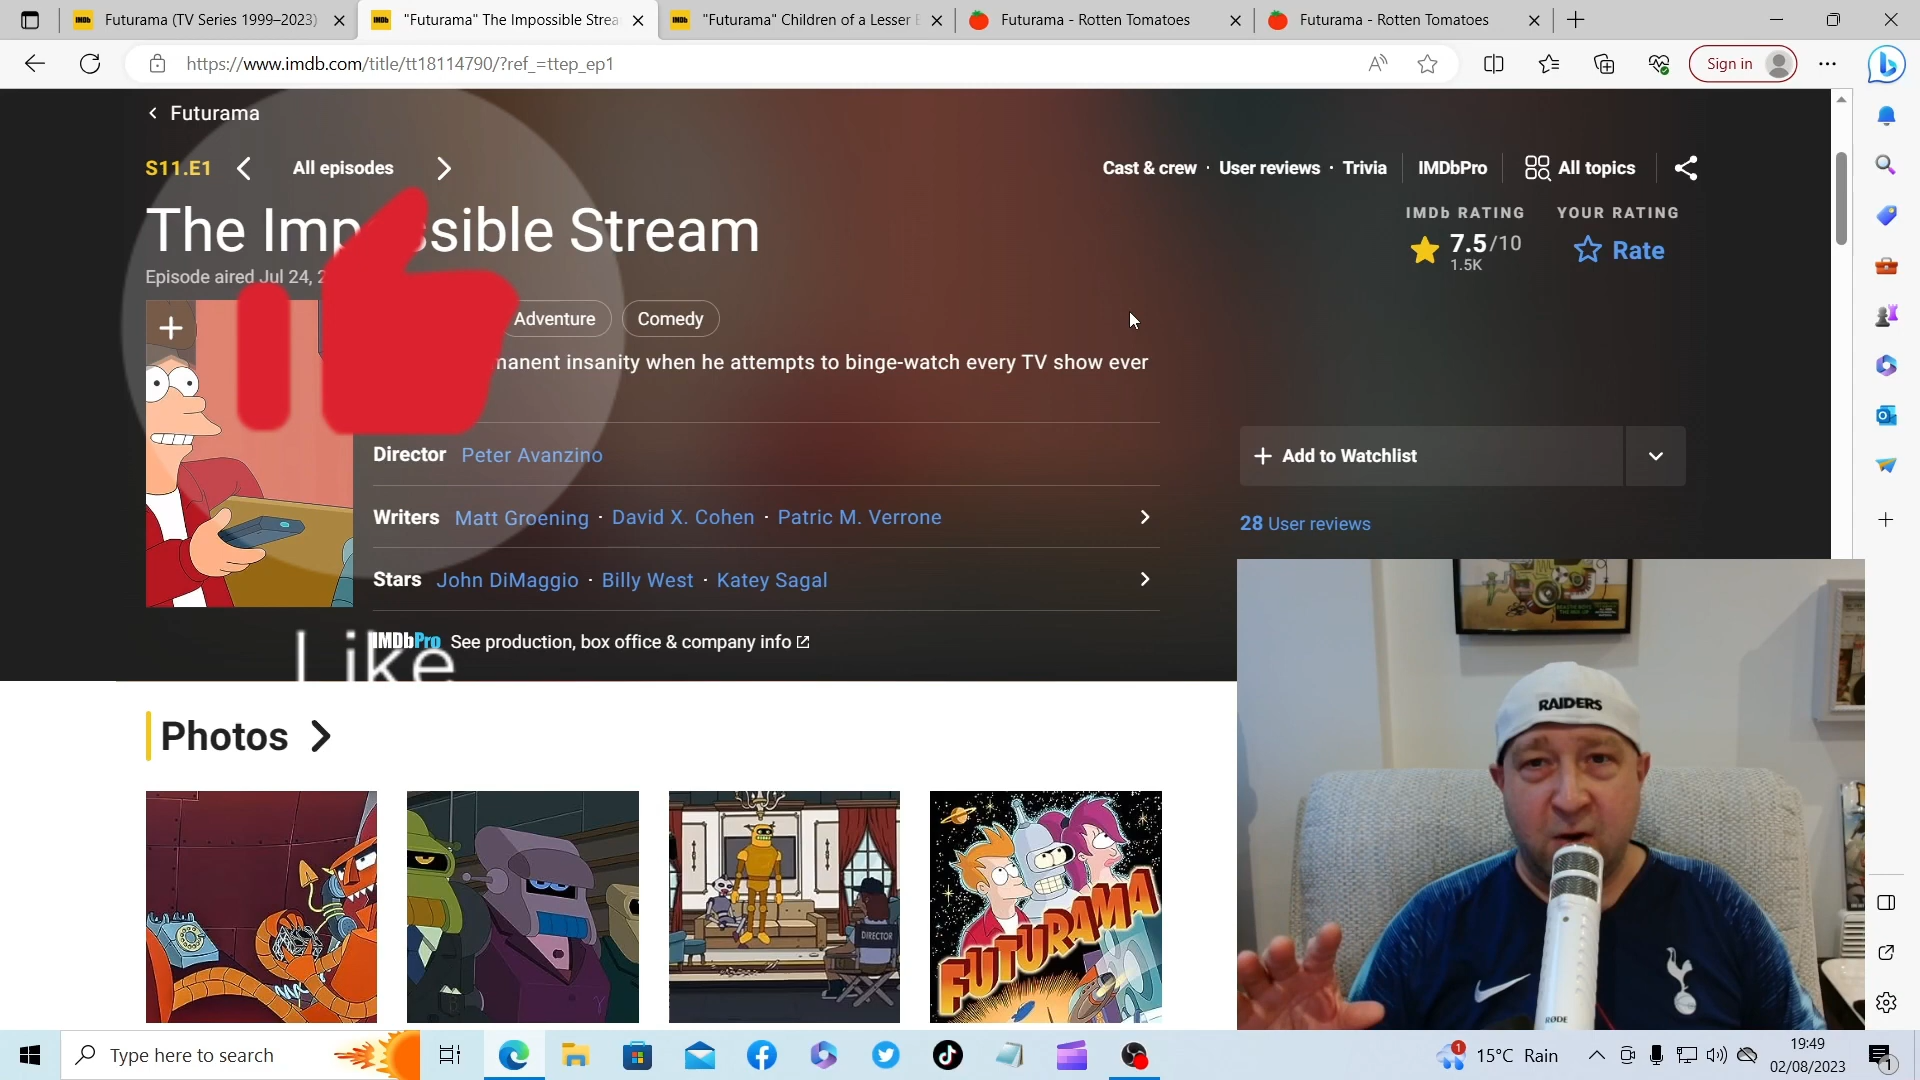 Futurama (TV Series 1999–2023)
"Futurama" The Impossible Strea
"Futurama" Children of a Lesser
Futurama - Rotten Tomatoes
Futurama - Rotten Tomatoes
https://www.imdb.com/title/tt18114790/?ref_=ttep_ep1
Sign in
Futurama
S11.E1
All episodes
Cast & crew · User reviews · Trivia
IMDbPro
All topics
The Imp sible Stream
Episode aired Jul 24, 2
IMDb RATING
YOUR RATING
7.5/10
1.5K
Rate
Adventure
Comedy
manent insanity when he attempts to binge-watch every TV show ever
Director Peter Avanzino
Add to Watchlist
Writers Matt Groening · David X. Cohen · Patric M. Verrone
28 User reviews
Stars John DiMaggio · Billy West · Katey Sagal
IMDbPro See production, box office & company info
Like
Photos
DIRECTOR
FUTURAMA
RAIDERS
RØDE
Type here to search
1
15°C Rain
19:49
02/08/2023
1